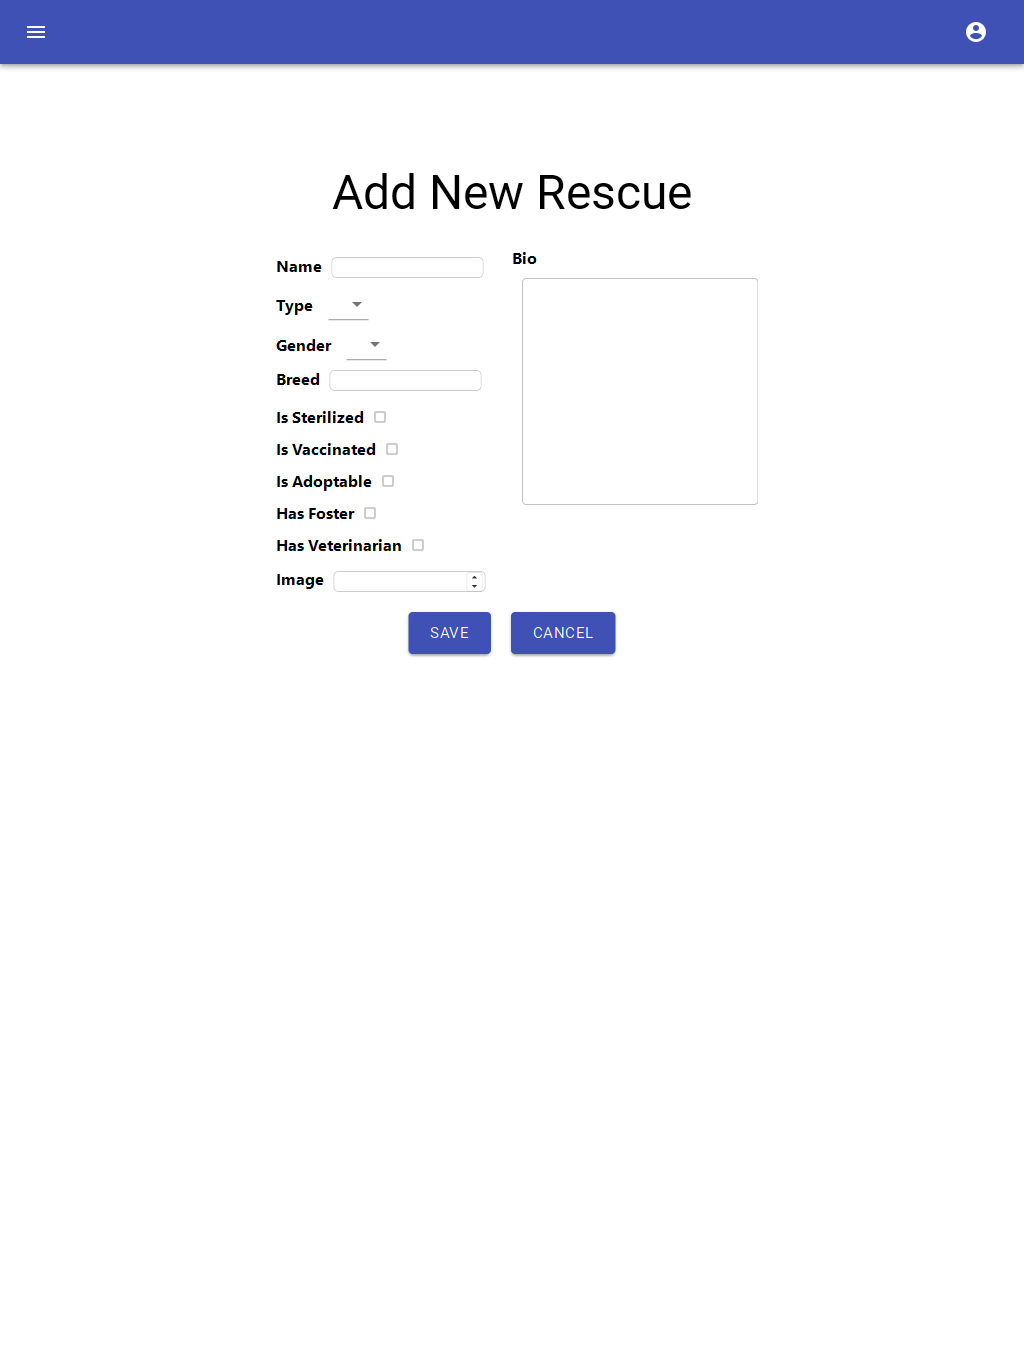 Add New Rescue
Name
Type
Gender
Breed
Is Sterilized
Is Vaccinated
Is Adoptable
Has Foster
Has Veterinarian
Image
Bio
SAVE
CANCEL